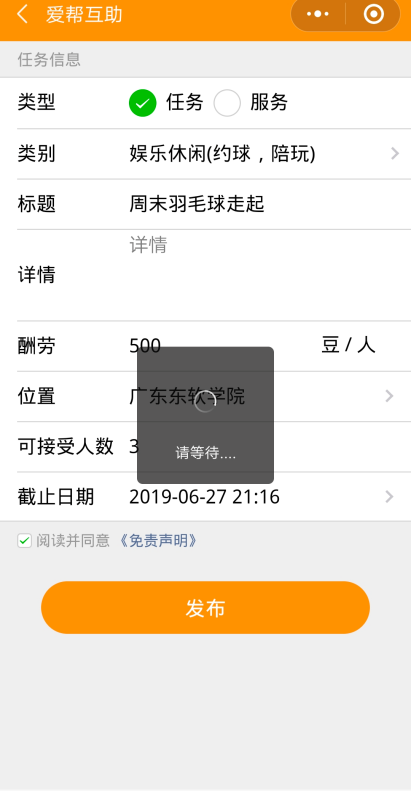 爱帮互助
任务信息
类型 任务 服务
类别 娱乐休闲(约球，陪玩)
标题 周末羽毛球走起
详情
详情
酬劳 500 豆 / 人
位置 广东东软学院
可接受人数 3
请等待....
截止日期 2019-06-27 21:16
阅读并同意 《免责声明》
发布